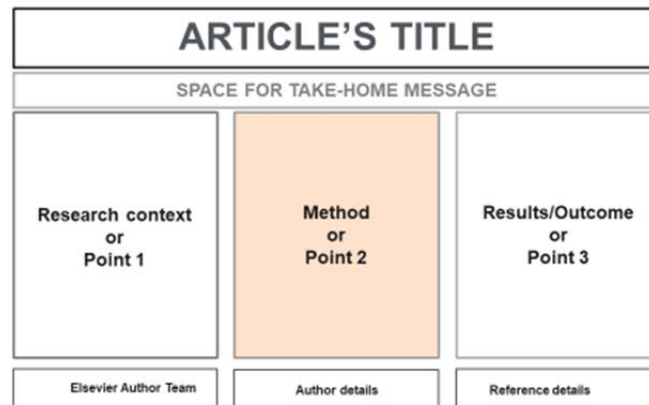 ARTICLE'S TITLE
SPACE FOR TAKE-HOME MESSAGE
Research context
or
Point 1
Method
or
Point 2
Results/Outcome
or
Point 3
Elsevier Author Team
Author details
Reference details